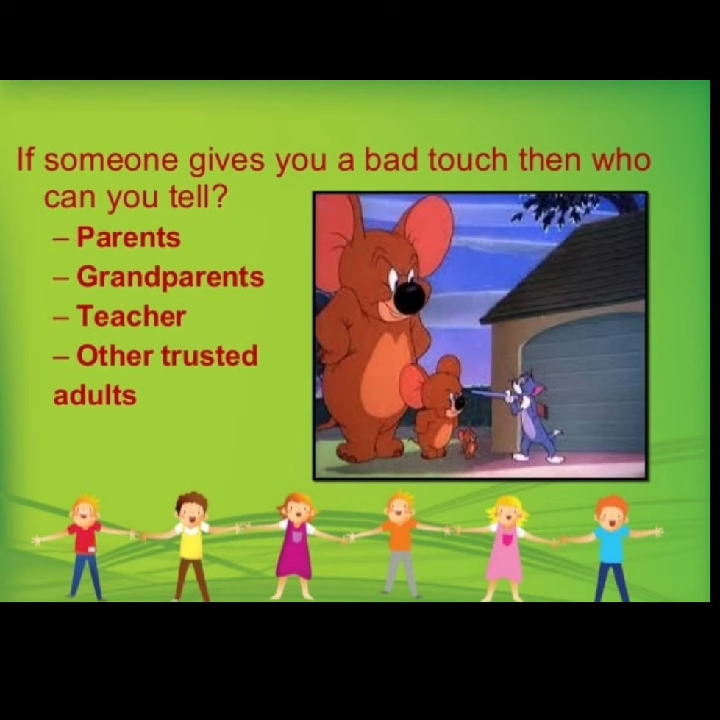 If someone gives you a bad touch then who
can you tell?
– Parents
– Grandparents
– Teacher
– Other trusted
adults